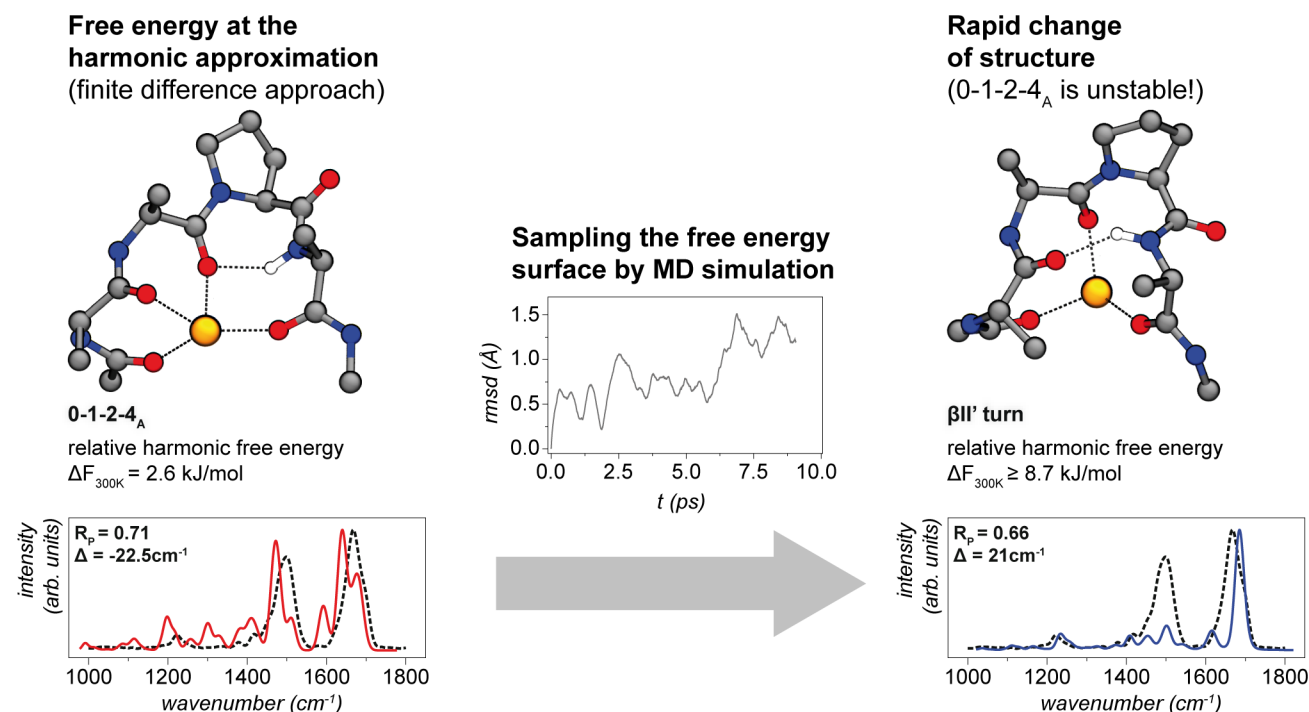 Free energy at the
harmonic approximation
(finite difference approach)
0-1-2-4A
relative harmonic free energy
ΔF300K = 2.6 kJ/mol
intensity
(arb. units)
RP = 0.71
Δ = -22.5cm-1
1000 1200 1400 1600 1800
wavenumber (cm-1)
Sampling the free energy
surface by MD simulation
rmsd (Å)
1.5
1.0
0.5
0.0
0.0 2.5 5.0 7.5 10.0
t (ps)
Rapid change
of structure
(0-1-2-4A is unstable!)
βII' turn
relative harmonic free energy
ΔF300K ≥ 8.7 kJ/mol
intensity
(arb. units)
RP = 0.66
Δ = 21cm-1
1000 1200 1400 1600 1800
wavenumber (cm-1)